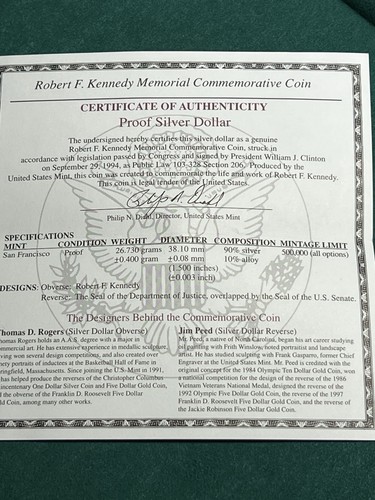 Robert F. Kennedy Memorial Commemorative Coin
CERTIFICATE OF AUTHENTICITY
Proof Silver Dollar
The undersigned hereby certifies this silver dollar as a genuine
Robert F. Kennedy Memorial Commemorative Coin, struck in
accordance with legislation passed by Congress and signed by President William J. Clinton
on September 29, 1994, as Public Law 103-328 Section 206. Produced by the
United States Mint, this coin was created to commemorate the life and work of Robert F. Kennedy.
This coin is legal tender of the United States.
Philip N. Diehl, Director, United States Mint
SPECIFICATIONS
MINT CONDITION WEIGHT DIAMETER COMPOSITION MINTAGE LIMIT
San Francisco Proof 26.730 grams 38.10 mm 90% silver 500,000 (all options)
±0.400 gram ±0.08 mm 10% alloy
(1.500 inches)
(±0.003 inch)
DESIGNS: Obverse: Robert F. Kennedy
Reverse: The Seal of the Department of Justice, overlapped by the Seal of the U.S. Senate.
The Designers Behind the Commemorative Coin
Thomas D. Rogers (Silver Dollar Obverse)
Thomas Rogers holds an A.A.S. degree with a major in
commercial art. He has extensive experience in medallic sculpture,
having won several design competitions, and also created over
ninety portraits of inductees at the Basketball Hall of Fame in
Springfield, Massachusetts. Since joining the U.S. Mint in 1991,
has helped produce the reverses of the Christopher Columbus
Quincentenary One Dollar Silver Coin and Five Dollar Gold Coin,
and the obverse of the Franklin D. Roosevelt Five Dollar
Gold Coin, among many other works.
Jim Peed (Silver Dollar Reverse)
Mr. Peed, a native of North Carolina, began his art career studying
oil painting with Frith Winslow, noted portraitist and landscape
artist. He has studied sculpting with Frank Gasparro, former Chief
Engraver at the United States Mint. Mr. Peed is credited with the
original concept for the 1984 Olympic Ten Dollar Gold Coin, won
a national competition for the design of the reverse of the 1986
Vietnam Veterans National Medal, designed the reverse of the
1992 Olympic Five Dollar Gold Coin, the reverse of the 1997
Franklin D. Roosevelt Five Dollar Gold Coin, and the reverse of
the Jackie Robinson Five Dollar Gold Coin.